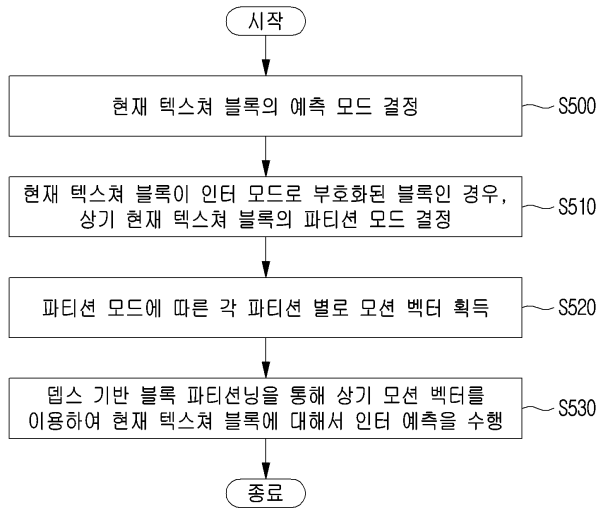 시작
현재 텍스쳐 블록의 예측 모드 결정
S500
현재 텍스쳐 블록이 인터 모드로 부호화된 블록인 경우,
상기 현재 텍스쳐 블록의 파티션 모드 결정
S510
파티션 모드에 따른 각 파티션 별로 모션 벡터 획득
S520
뎁스 기반 블록 파티션닝을 통해 상기 모션 벡터를
이용하여 현재 텍스쳐 블록에 대해서 인터 예측을 수행
S530
종료